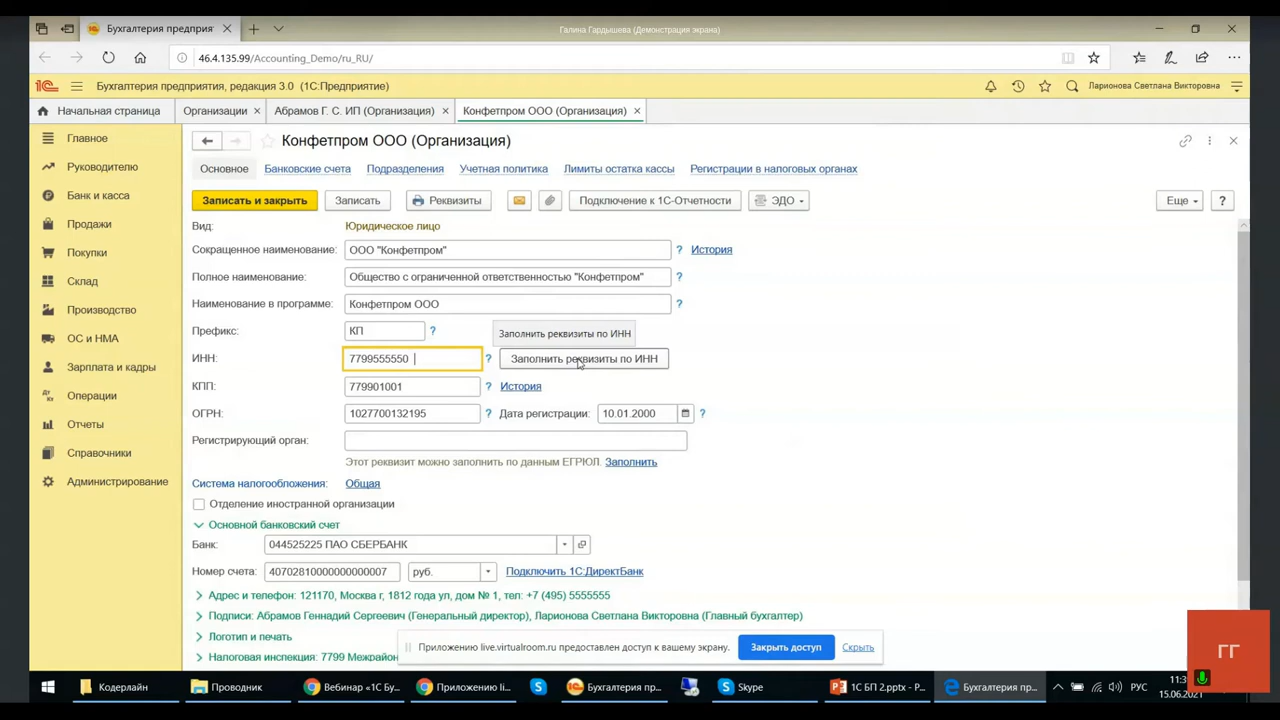 Бухгалтерия предприят
Галина Гардышева (Демонстрация экрана)
46.4.135.99/Accounting_Demo/ru_RU/
1С Бухгалтерия предприятия, редакция 3.0 (1С:Предприятие)
Ларионова Светлана Викторовна
Начальная страница
Организации
Абрамов Г. С. ИП (Организация)
Конфетпром ООО (Организация)
Главное
Руководителю
Банк и касса
Продажи
Покупки
Склад
Производство
ОС и НМА
Зарплата и кадры
Операции
Отчеты
Справочники
Администрирование
Конфетпром ООО (Организация)
Основное Банковские счета Подразделения Учетная политика Лимиты остатка кассы Регистрации в налоговых органах
Записать и закрыть Записать Реквизиты Подключение к 1С-Отчетности ЭДО Еще ?
Вид: Юридическое лицо
Сокращенное наименование: ООО "Конфетпром" ? История
Полное наименование: Общество с ограниченной ответственностью "Конфетпром" ?
Наименование в программе: Конфетпром ООО ?
Префикс: КП ? Заполнить реквизиты по ИНН
ИНН: 7799555550 ? Заполнить реквизиты по ИНН
КПП: 779901001 ? История
ОГРН: 1027700132195 ? Дата регистрации: 10.01.2000 ?
Регистрирующий орган:
Этот реквизит можно заполнить по данным ЕГРЮЛ. Заполнить
Система налогообложения: Общая
Отделение иностранной организации
Основной банковский счет
Банк: 044525225 ПАО СБЕРБАНК
Номер счета: 40702810000000000007 руб. Подключить 1С:ДиректБанк
Адрес и телефон: 121170, Москва г, 1812 года ул, дом № 1, тел: +7 (495) 5555555
Подписи: Абрамов Геннадий Сергеевич (Генеральный директор), Ларионова Светлана Викторовна (Главный бухгалтер)
Логотип и печать
Налоговая инспекция: 7799 Межрайон
Приложению live.virtualroom.ru предоставлен доступ к вашему экрану. Закрыть доступ Скрыть
ГГ
Кодерлайн
Проводник
Вебинар «1С Бу...
Приложению li...
Бухгалтерия пр...
Skype
1С БП 2.pptx - P...
Бухгалтерия пр...
РУС
11:3
15.06.2021